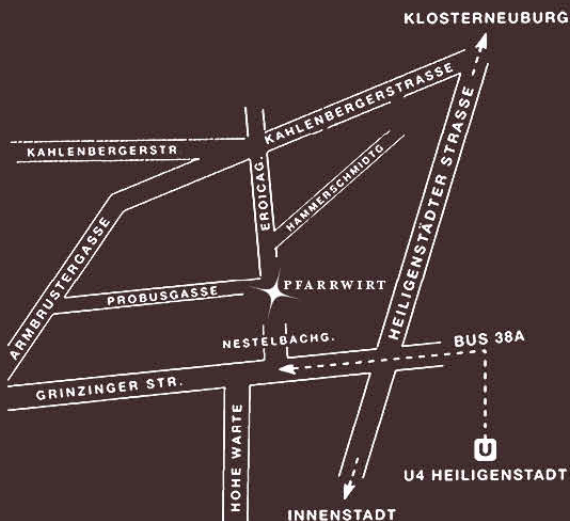 KLOSTERNEUBURG
KAHLENBERGERSTRASSE
KAHLENBERGERSTR
EROICAG.
HAMMERSCHMIDTG
HEILIGENSTÄDTER STRASSE
ARMBRUSTERGASSE
PROBUSGASSE
PFARRWIRT
NESTELBACHG.
BUS 38A
GRINZINGER STR.
HOHE WARTE
U
U4 HEILIGENSTADT
INNENSTADT